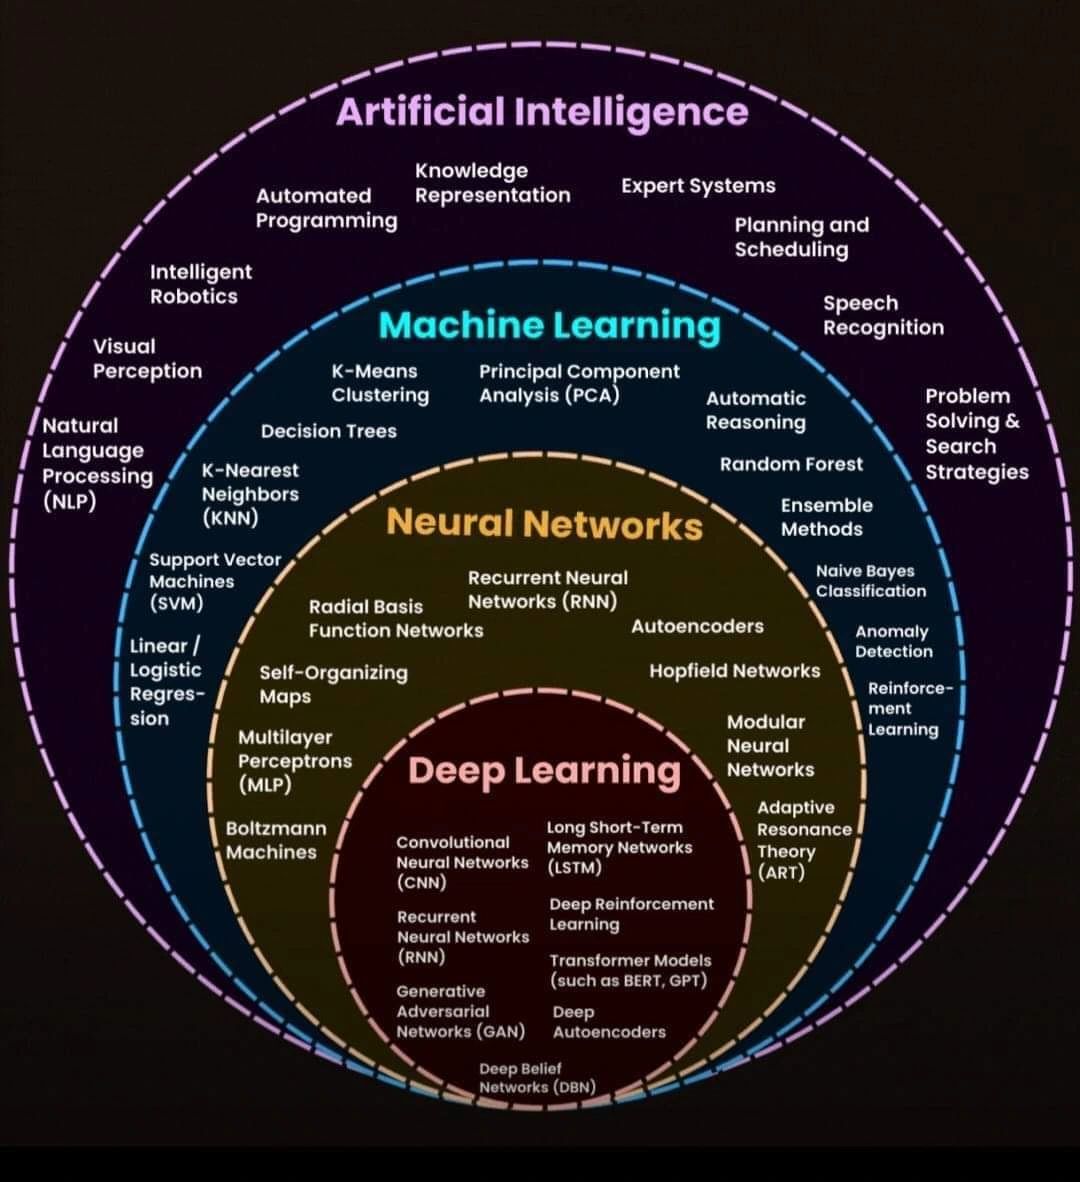 Artificial Intelligence
Knowledge
Representation
Expert Systems
Automated
Programming
Planning and
Scheduling
Intelligent
Robotics
Speech
Recognition
Visual
Perception
Problem
Solving &
Search
Strategies
Natural
Language
Processing
(NLP)
Machine Learning
K-Means
Clustering
Principal Component
Analysis (PCA)
Automatic
Reasoning
Decision Trees
Random Forest
K-Nearest
Neighbors
(KNN)
Ensemble
Methods
Support Vector
Machines
(SVM)
Naive Bayes
Classification
Linear /
Logistic
Regres-
sion
Anomaly
Detection
Reinforce-
ment
Learning
Neural Networks
Recurrent Neural
Networks (RNN)
Radial Basis
Function Networks
Autoencoders
Self-Organizing
Maps
Hopfield Networks
Multilayer
Perceptrons
(MLP)
Modular
Neural
Networks
Boltzmann
Machines
Adaptive
Resonance
Theory
(ART)
Deep Learning
Convolutional
Neural Networks
(CNN)
Long Short-Term
Memory Networks
(LSTM)
Recurrent
Neural Networks
(RNN)
Deep Reinforcement
Learning
Generative
Adversarial
Networks (GAN)
Transformer Models
(such as BERT, GPT)
Deep
Autoencoders
Deep Belief
Networks (DBN)